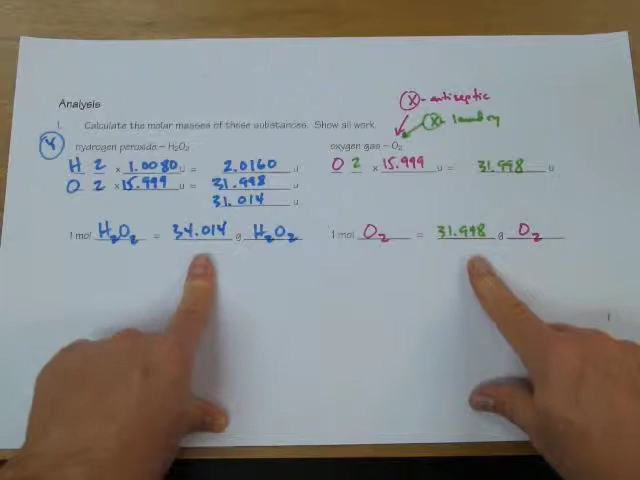 Analysis
Ⓧ - antiseptic
Ⓧ - laundry
1. Calculate the molar masses of these substances. Show all work.
Ⓨ hydrogen peroxide – H₂O₂
oxygen gas – O₂
H 2 × 1.0080 u = 2.0160 u
O 2 × 15.999 u = 31.998 u
O 2 × 15.999 u = 31.998 u
31.014 u
1 mol H₂O₂ = 34.014 g H₂O₂
1 mol O₂ = 31.998 g O₂
1